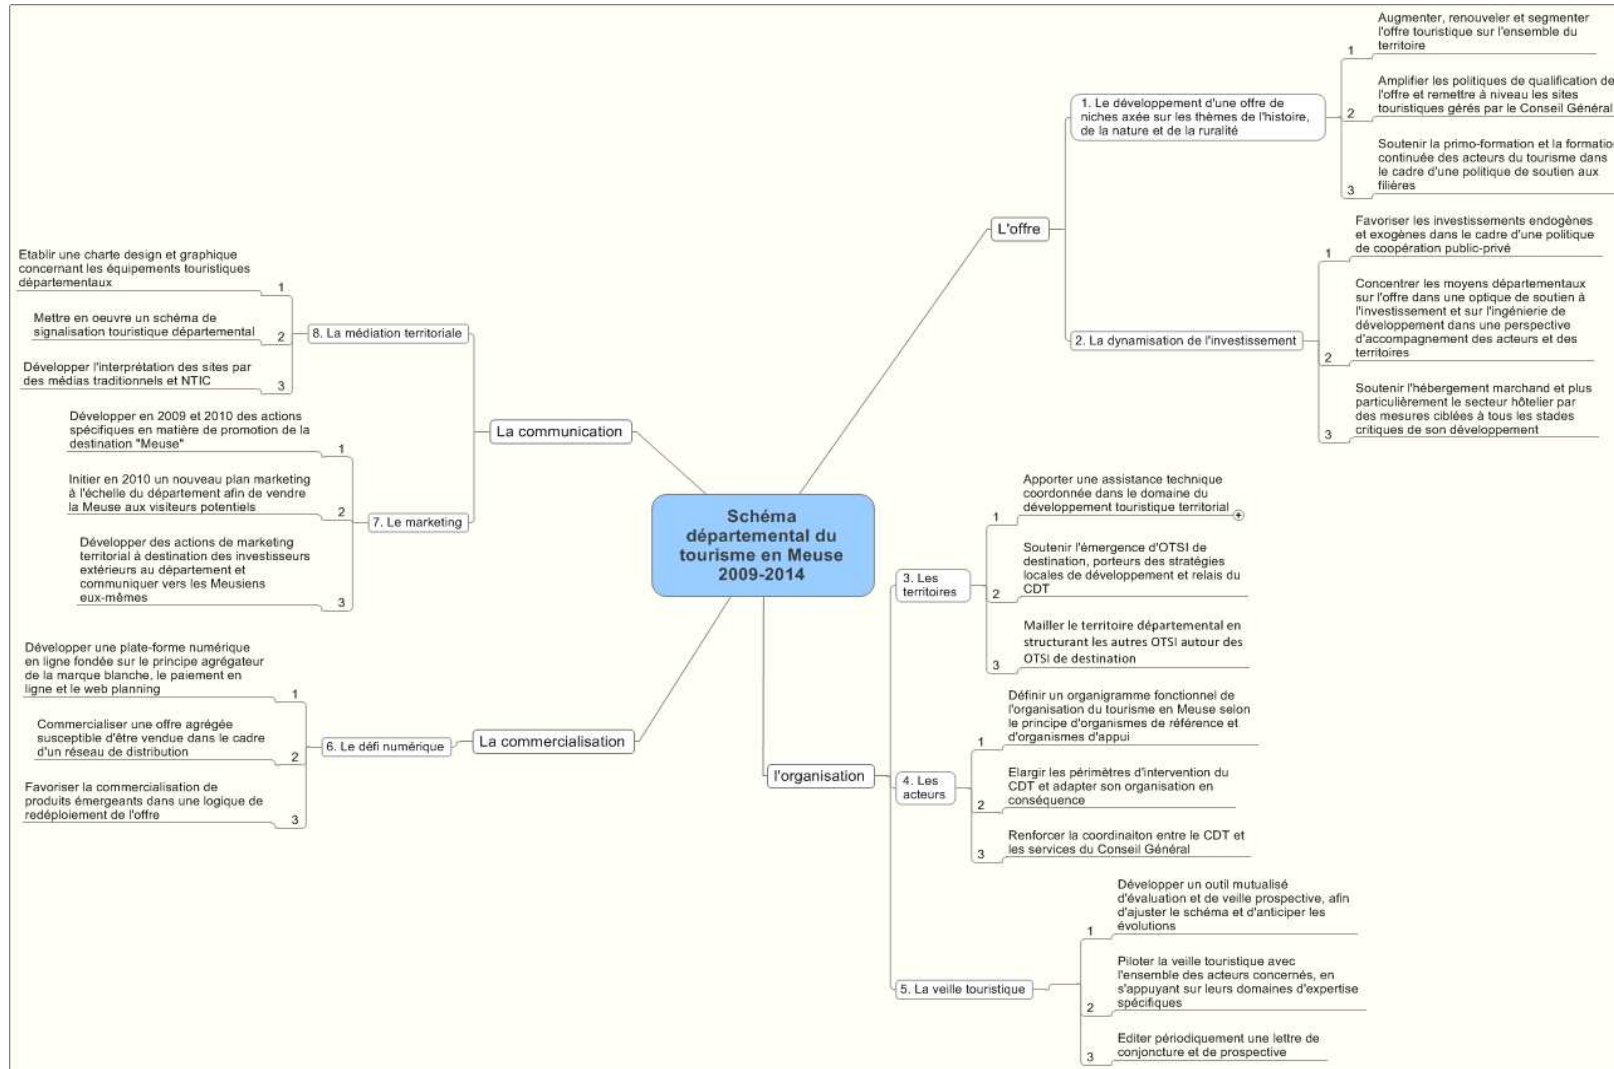 Schéma
départemental du
tourisme en Meuse
2009-2014
L'offre
1. Le développement d'une offre de
niches axée sur les thèmes de l'histoire,
de la nature et de la ruralité
1
Augmenter, renouveler et segmenter
l'offre touristique sur l'ensemble du
territoire
2
Amplifier les politiques de qualification de
l'offre et remettre à niveau les sites
touristiques gérés par le Conseil Général
3
Soutenir la primo-formation et la formation
continuée des acteurs du tourisme dans
le cadre d'une politique de soutien aux
filières
2. La dynamisation de l'investissement
1
Favoriser les investissements endogènes
et exogènes dans le cadre d'une politique
de coopération public-privé
2
Concentrer les moyens départementaux
sur l'offre dans une optique de soutien à
l'investissement et sur l'ingénierie de
développement dans une perspective
d'accompagnement des acteurs et des
territoires
3
Soutenir l'hébergement marchand et plus
particulièrement le secteur hôtelier par
des mesures ciblées à tous les stades
critiques de son développement
l'organisation
3. Les
territoires
1
Apporter une assistance technique
coordonnée dans le domaine du
développement touristique territorial
2
Soutenir l'émergence d'OTSI de
destination, porteurs des stratégies
locales de développement et relais du
CDT
3
Mailler le territoire départemental en
structurant les autres OTSI autour des
OTSI de destination
4. Les
acteurs
1
Définir un organigramme fonctionnel de
l'organisation du tourisme en Meuse selon
le principe d'organismes de référence et
d'organismes d'appui
2
Elargir les périmètres d'intervention du
CDT et adapter son organisation en
conséquence
3
Renforcer la coordinaiton entre le CDT et
les services du Conseil Général
5. La veille touristique
1
Développer un outil mutualisé
d'évaluation et de veille prospective, afin
d'ajuster le schéma et d'anticiper les
évolutions
2
Piloter la veille touristique avec
l'ensemble des acteurs concernés, en
s'appuyant sur leurs domaines d'expertise
spécifiques
3
Editer périodiquement une lettre de
conjoncture et de prospective
La commercialisation
6. Le défi numérique
1
Développer une plate-forme numérique
en ligne fondée sur le principe agrégateur
de la marque blanche, le paiement en
ligne et le web planning
2
Commercialiser une offre agrégée
susceptible d'être vendue dans le cadre
d'un réseau de distribution
3
Favoriser la commercialisation de
produits émergeants dans une logique de
redéploiement de l'offre
La communication
7. Le marketing
1
Développer en 2009 et 2010 des actions
spécifiques en matière de promotion de la
destination "Meuse"
2
Initier en 2010 un nouveau plan marketing
à l'échelle du département afin de vendre
la Meuse aux visiteurs potentiels
3
Développer des actions de marketing
territorial à destination des investisseurs
extérieurs au département et
communiquer vers les Meusiens
eux-mêmes
8. La médiation territoriale
1
Etablir une charte design et graphique
concernant les équipements touristiques
départementaux
2
Mettre en oeuvre un schéma de
signalisation touristique départemental
3
Développer l'interprétation des sites par
des médias traditionnels et NTIC